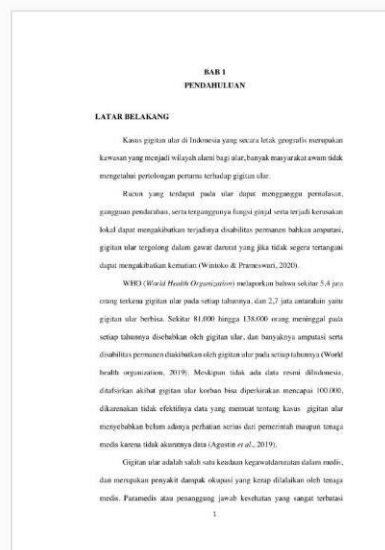 BAB 1
PENDAHULUAN
LATAR BELAKANG
Kasus gigitan ular di Indonesia yang secara letak geografis merupakan
kawasan yang menjadi wilayah alami bagi ular, banyak masyarakat awam tidak
mengetahui pertolongan pertama terhadap gigitan ular.
Racun yang terdapat pada ular dapat mengganggu pernafasan,
gangguan pendarahan, serta terganggunya fungsi ginjal serta terjadi kerusakan
lokal dapat mengakibatkan terjadinya disabilitas permanen bahkan amputasi,
gigitan ular tergolong dalam gawat darurat yang jika tidak segera tertangani
dapat mengakibatkan kematian (Wintoko & Prameswari, 2020).
WHO (World Health Organization) melaporkan bahwa sekitar 5,4 juta
orang terkena gigitan ular pada setiap tahunnya, dan 2,7 juta antaralain yaitu
gigitan ular berbisa. Sekitar 81.000 hingga 138.000 orang meninggal pada
setiap tahunnya disebabkan oleh gigitan ular, dan banyaknya amputasi serta
disabilitas permanen diakibatkan oleh gigitan ular pada setiap tahunnya (World
health organization, 2019). Meskipun tidak ada data resmi diIndonesia,
ditafsirkan akibat gigitan ular korban bisa diperkirakan mencapai 100.000,
dikarenakan tidak efektifnya data yang memuat tentang kasus gigitan ular
menyebabkan belum adanya perhatian serius dari pemerintah maupun tenaga
medis karena tidak akuratnya data (Agustin et al., 2019).
Gigitan ular adalah salah satu keadaan kegawatdaruratas dalam medis,
dan merupakan penyakit dampak okupasi yang kerap dilalaikan oleh tenaga
medis. Paramedis atau penanggung jawab kesehatan yang sangat terbatasi
1